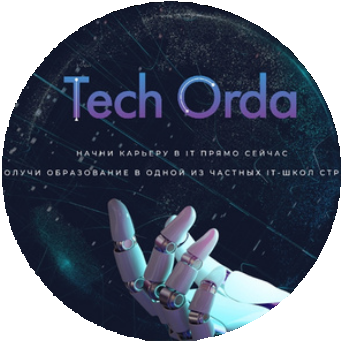 Tech Orda
НАЧНИ КАРЬЕРУ В IT ПРЯМО СЕЙЧАС
ОЛУЧИ ОБРАЗОВАНИЕ В ОДНОЙ ИЗ ЧАСТНЫХ IT-ШКОЛ СТР